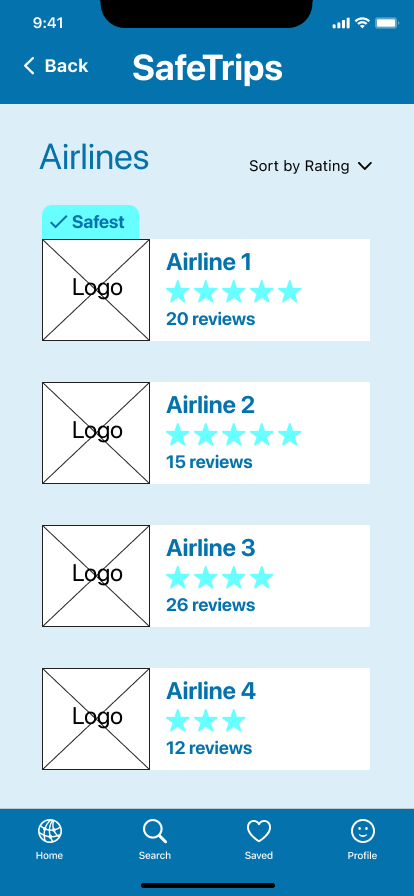 9:41
Back
SafeTrips
Airlines
Sort by Rating
Safest
Logo
Airline 1
20 reviews
Logo
Airline 2
15 reviews
Logo
Airline 3
26 reviews
Logo
Airline 4
12 reviews
Home
Search
Saved
Profile